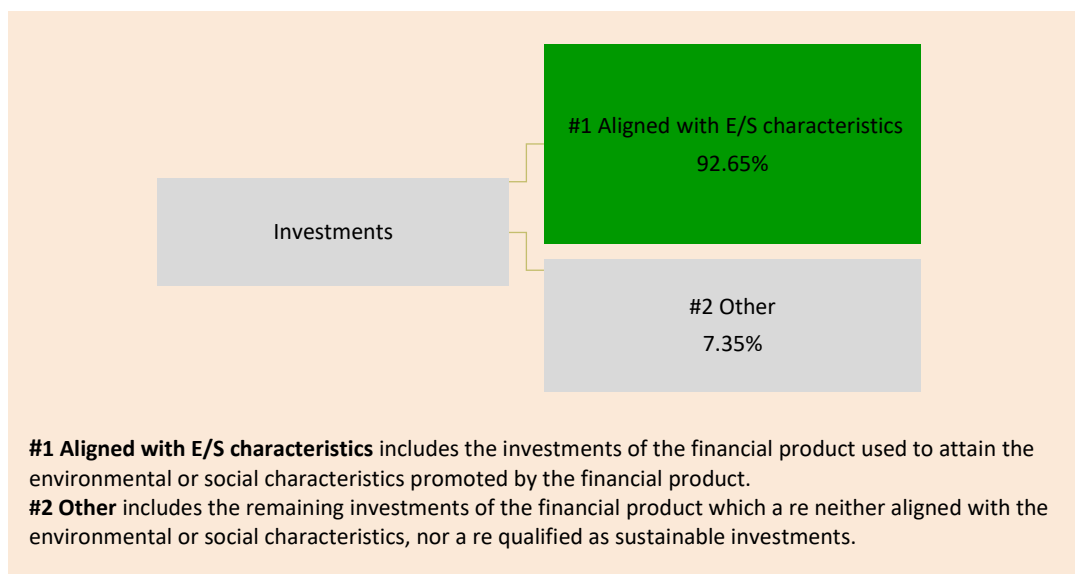 #1 Aligned with E/S characteristics
92.65%
Investments
#2 Other
7.35%
#1 Aligned with E/S characteristics includes the investments of the financial product used to attain the
environmental or social characteristics promoted by the financial product.
#2 Other includes the remaining investments of the financial product which a re neither aligned with the
environmental or social characteristics, nor a re qualified as sustainable investments.